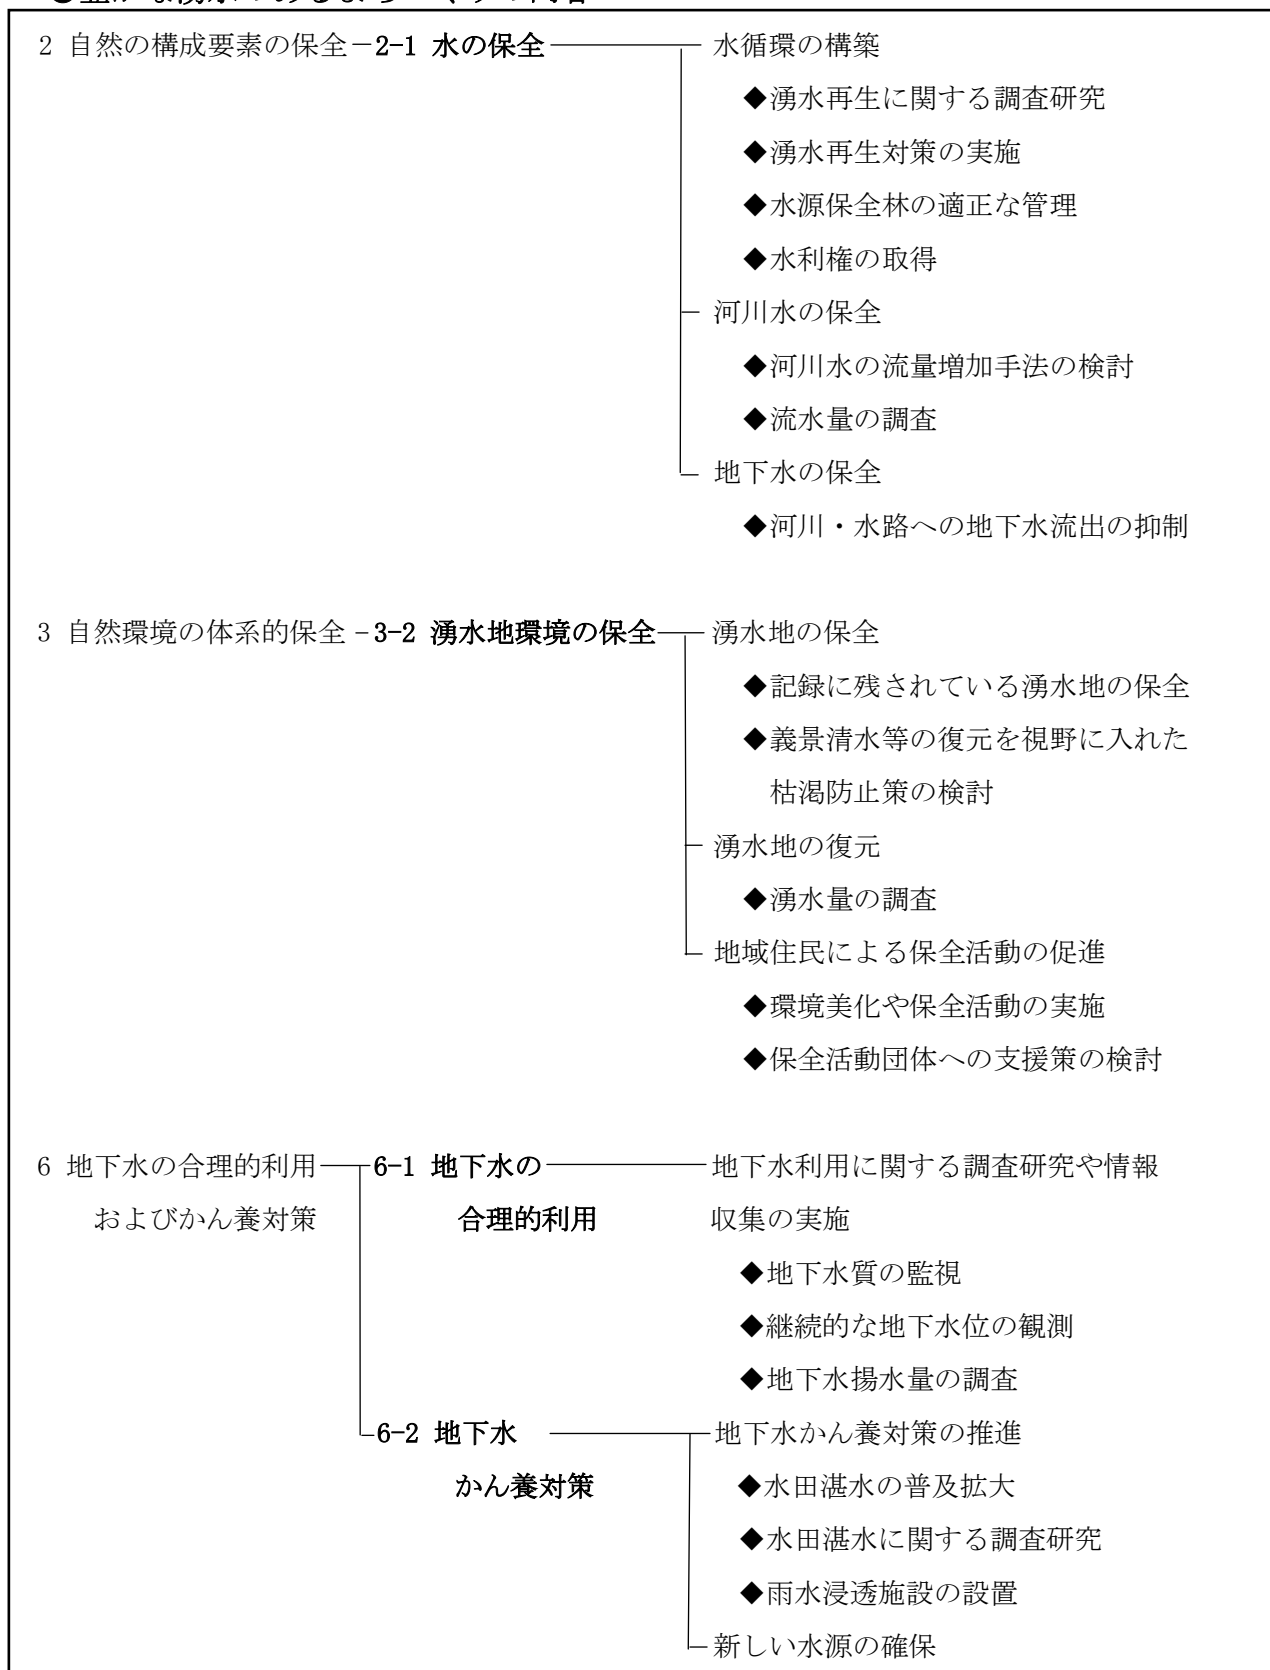 2 自然の構成要素の保全－2-1 水の保全 水循環の構築
◆湧水再生に関する調査研究
◆湧水再生対策の実施
◆水源保全林の適正な管理
◆水利権の取得
河川水の保全
◆河川水の流量増加手法の検討
◆流水量の調査
地下水の保全
◆河川・水路への地下水流出の抑制
3 自然環境の体系的保全－3-2 湧水地環境の保全 湧水地の保全
◆記録に残されている湧水地の保全
◆義景清水等の復元を視野に入れた
枯渇防止策の検討
湧水地の復元
◆湧水量の調査
地域住民による保全活動の促進
◆環境美化や保全活動の実施
◆保全活動団体への支援策の検討
6 地下水の合理的利用 6-1 地下水の 地下水利用に関する調査研究や情報
およびかん養対策 合理的利用 収集の実施
◆地下水質の監視
◆継続的な地下水位の観測
◆地下水揚水量の調査
6-2 地下水 地下水かん養対策の推進
かん養対策 ◆水田湛水の普及拡大
◆水田湛水に関する調査研究
◆雨水浸透施設の設置
新しい水源の確保